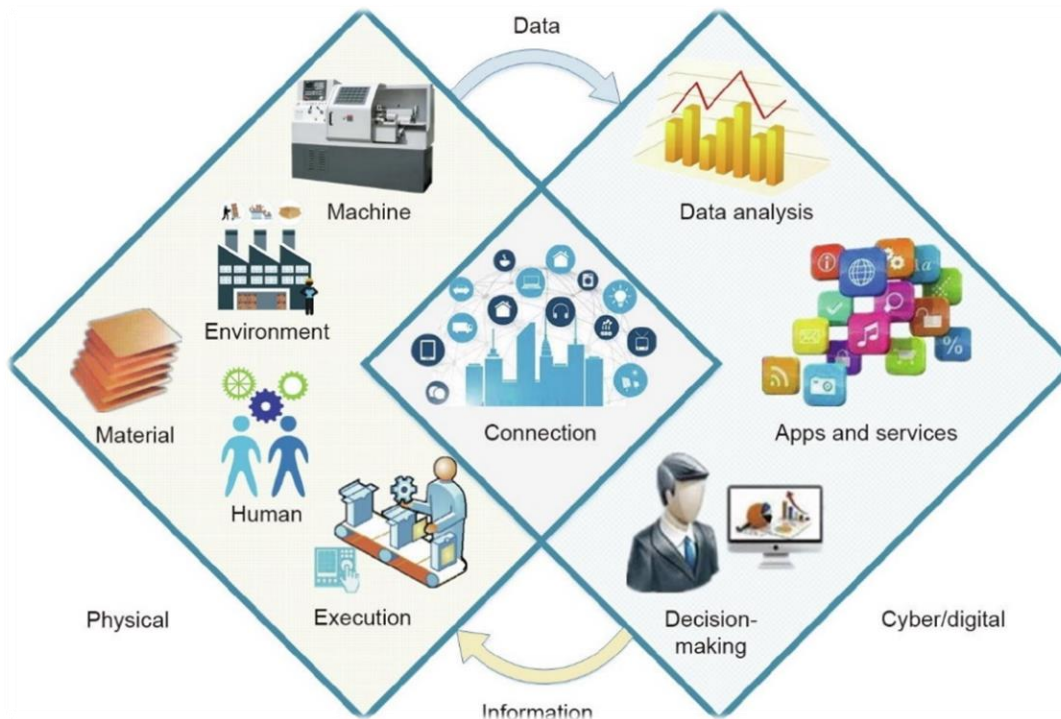 Data
Machine
Data analysis
Environment
Connection
Material
Apps and services
Human
Execution
Physical
Decision-
making
Cyber/digital
Information